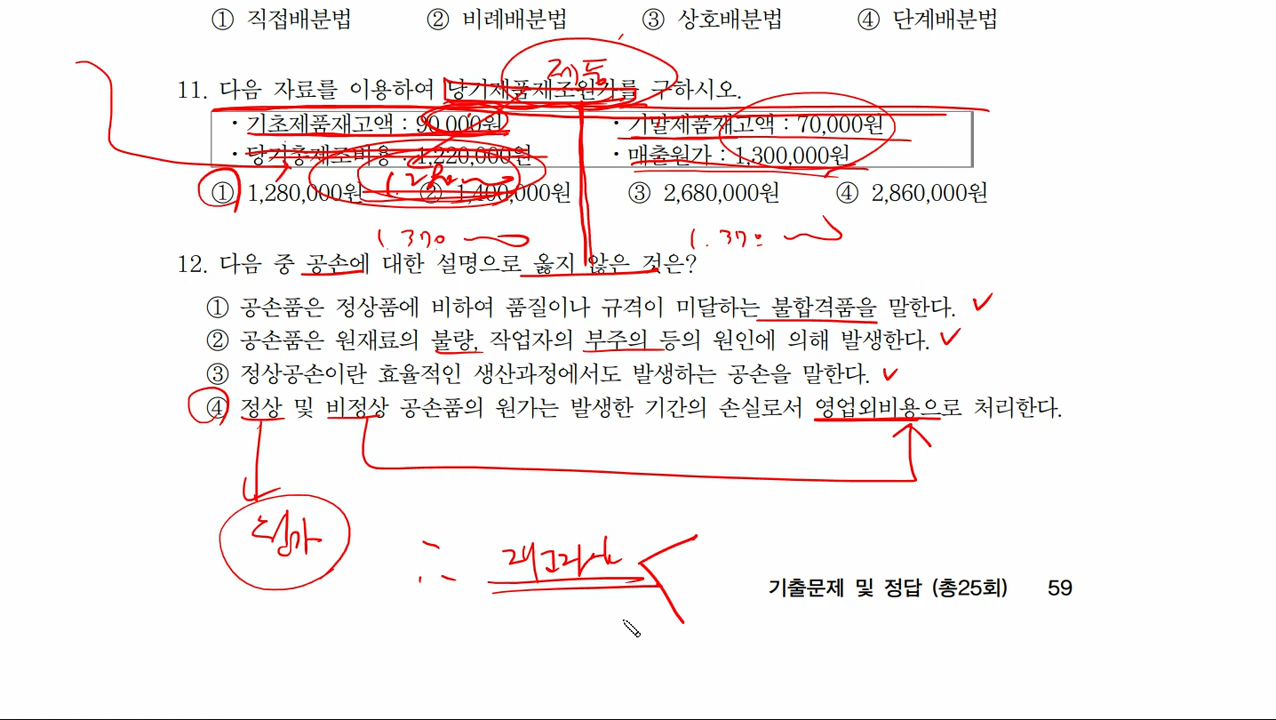 ① 직접배분법 ② 비례배분법 ③ 상호배분법 ④ 단계배분법
제품
11. 다음 자료를 이용하여 당기제품제조원가를 구하시오.
· 기초제품재고액 : 90,000원 · 기말제품재고액 : 70,000원
· 당기총제조비용 : 1,220,000원 · 매출원가 : 1,300,000원
① 1,280,000원 ② 1,400,000원 ③ 2,680,000원 ④ 2,860,000원
1.370 1.370
12. 다음 중 공손에 대한 설명으로 옳지 않은 것은?
① 공손품은 정상품에 비하여 품질이나 규격이 미달하는 불합격품을 말한다.
② 공손품은 원재료의 불량, 작업자의 부주의 등의 원인에 의해 발생한다.
③ 정상공손이란 효율적인 생산과정에서도 발생하는 공손을 말한다.
④ 정상 및 비정상 공손품의 원가는 발생한 기간의 손실로서 영업외비용으로 처리한다.
원가
재고자산
기출문제 및 정답 (총25회) 59